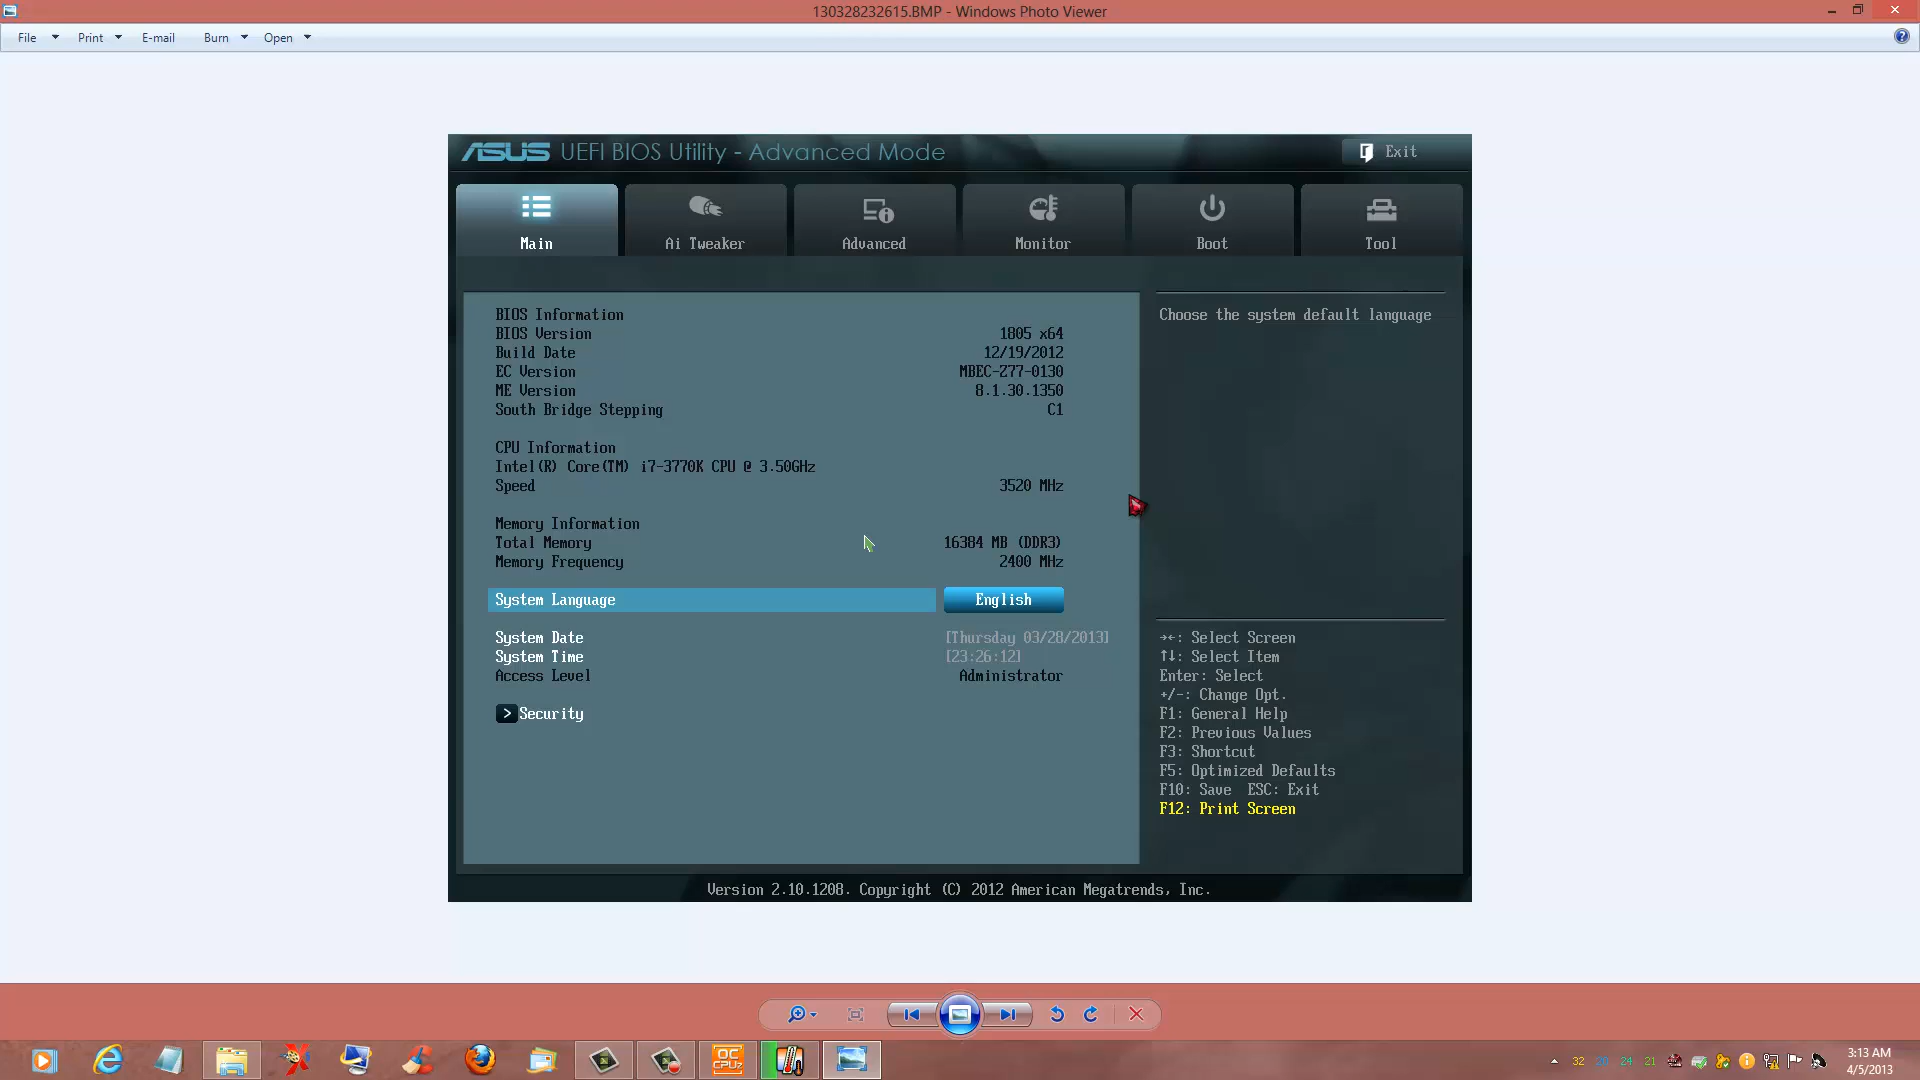 130328232615.BMP - Windows Photo Viewer
File Print E-mail Burn Open
ASUS UEFI BIOS Utility - Advanced Mode
Exit
Main Ai Tweaker Advanced Monitor Boot Tool
BIOS Information
BIOS Version 1805 x64
Build Date 12/19/2012
EC Version MBEC-Z77-0130
ME Version 8.1.30.1350
South Bridge Stepping C1
CPU Information
Intel(R) Core(TM) i7-3770K CPU @ 3.50GHz
Speed 3520 MHz
Memory Information
Total Memory 16384 MB (DDR3)
Memory Frequency 2400 MHz
System Language English
System Date [Thursday 03/28/2013]
System Time [23:26:12]
Access Level Administrator
> Security
Choose the system default language
→←: Select Screen
↑↓: Select Item
Enter: Select
+/-: Change Opt.
F1: General Help
F2: Previous Values
F3: Shortcut
F5: Optimized Defaults
F10: Save ESC: Exit
F12: Print Screen
Version 2.10.1208. Copyright (C) 2012 American Megatrends, Inc.
OC
CPUz
32 20 24 21
3:13 AM
4/5/2013